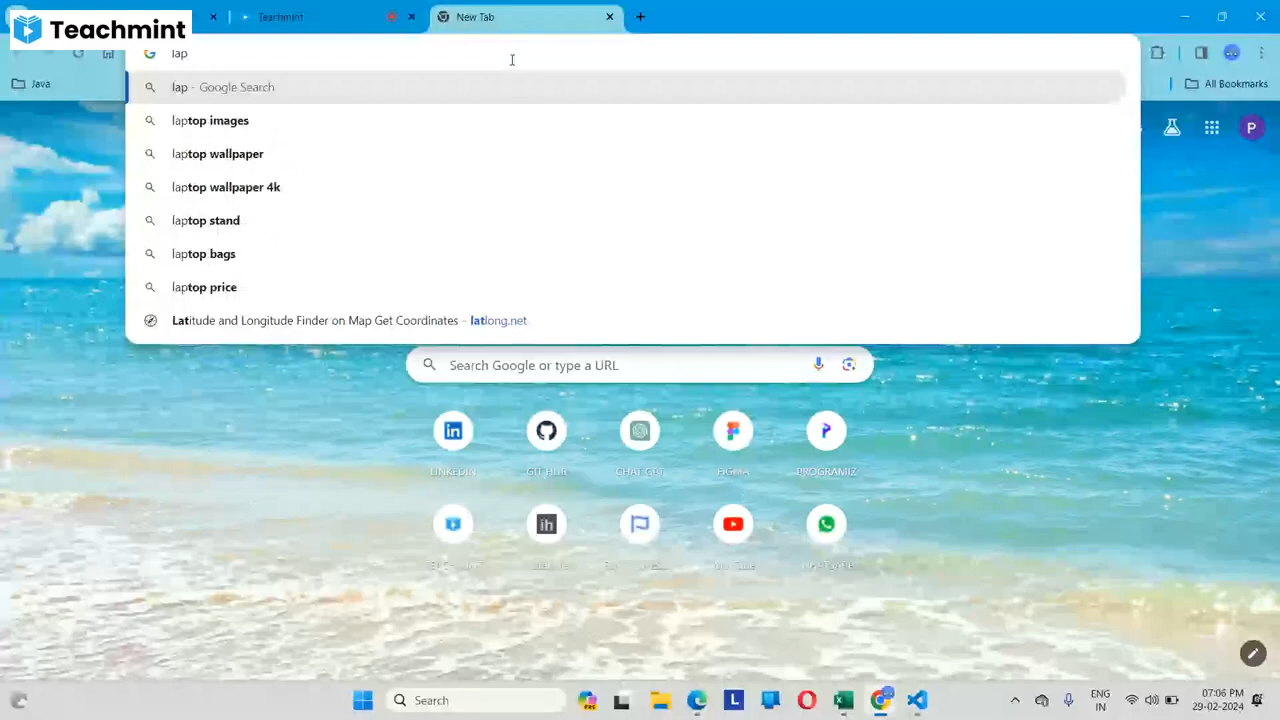 Teachmint
Teachmint
New Tab
lap
Java
All Bookmarks
lap - Google Search
laptop images
laptop wallpaper
laptop wallpaper 4k
laptop stand
laptop bags
laptop price
Latitude and Longitude Finder on Map Get Coordinates - latlong.net
P
Search Google or type a URL
LINKEDIN
GIT HUB
CHAT GPT
FIGMA
PROGRAMIZ
ih
Search
PRE
L
ENG
IN
07:06 PM
29-02-2024